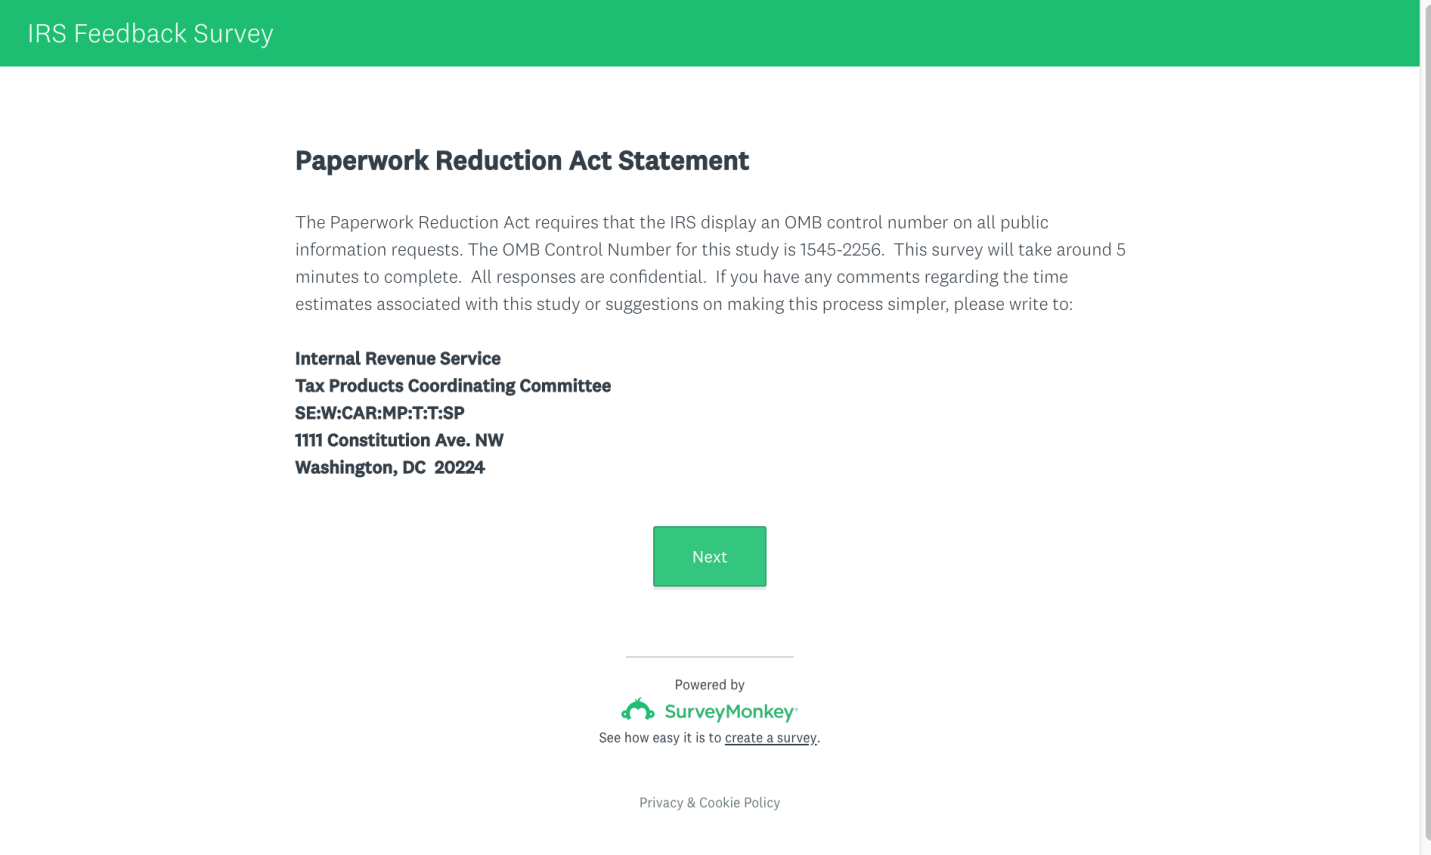 IRS Feedback Survey
Paperwork Reduction Act Statement
The Paperwork Reduction Act requires that the IRS display an OMB control number on all public
information requests. The OMB Control Number for this study is 1545-2256.  This survey will take around 5
minutes to complete.  All responses are confidential.  If you have any comments regarding the time
estimates associated with this study or suggestions on making this process simpler, please write to:
Internal Revenue Service
Tax Products Coordinating Committee
SE:W:CAR:MP:T:T:SP
1111 Constitution Ave. NW
Washington, DC  20224
Next
Powered by
SurveyMonkey®
See how easy it is to create a survey.
Privacy & Cookie Policy